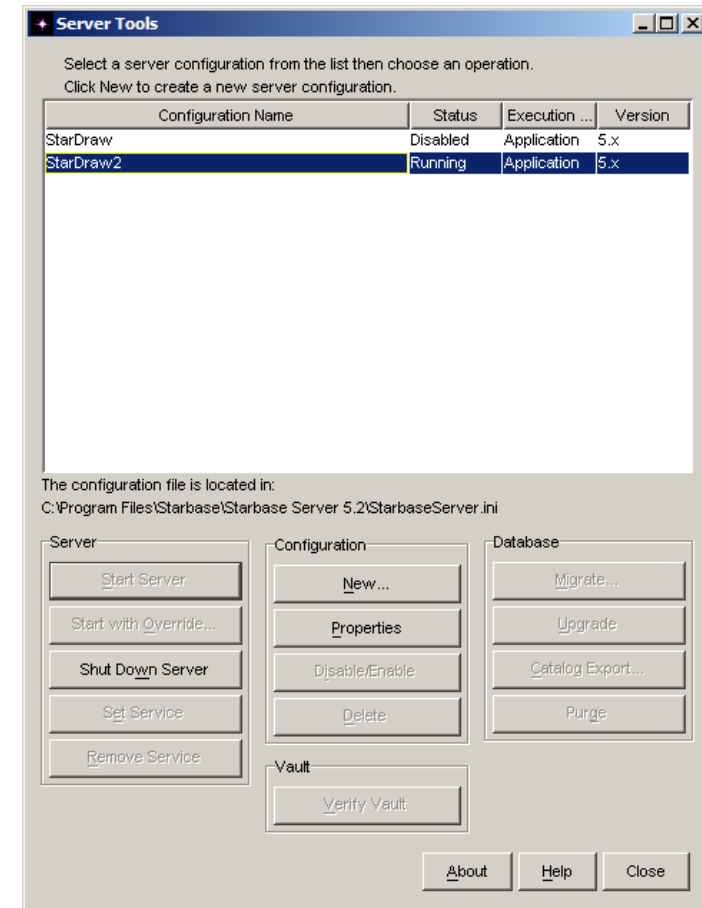 Server Tools
Select a server configuration from the list then choose an operation.
Click New to create a new server configuration.
Configuration Name Status Execution ... Version
StarDraw Disabled Application 5.x
StarDraw2 Running Application 5.x
The configuration file is located in:
C:\Program Files\Starbase\Starbase Server 5.2\StarbaseServer.ini
Server
Start Server
Start with Override...
Shut Down Server
Set Service
Remove Service
Configuration
New...
Properties
Disable/Enable
Delete
Vault
Verify Vault
Database
Migrate...
Upgrade
Catalog Export...
Purge
About Help Close